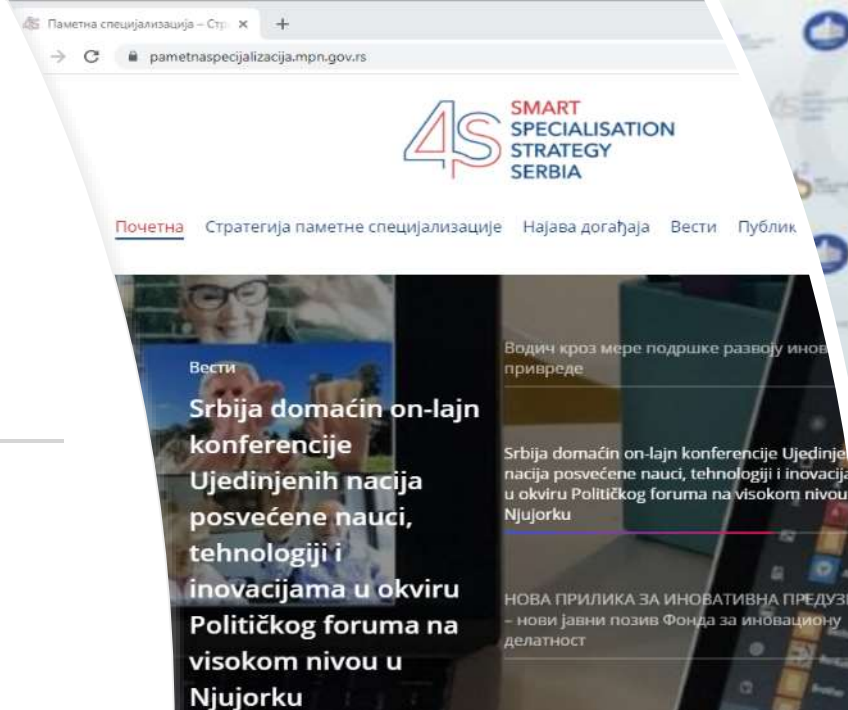 Паметна специјализација – Стр
pametnaspecijalizacija.mpn.gov.rs
4S
SMART
SPECIALISATION
STRATEGY
SERBIA
Почетна Стратегија паметне специјализације Најава догађаја Вести Публик
Вести
Srbija domaćin on-lajn
konferencije
Ujedinjenih nacija
posvećene nauci,
tehnologiji i
inovacijama u okviru
Političkog foruma na
visokom nivou u
Njujorku
Водич кроз мере подршке развоју инов
привреде
Srbija domaćin on-lajn konferencije Ujedinje
nacija posvećene nauci, tehnologiji i inovacija
u okviru Političkog foruma na visokom nivou
Njujorku
НОВА ПРИЛИКА ЗА ИНОВАТИВНА ПРЕДУЗ
– нови јавни позив Фонда за иновациону
делатност